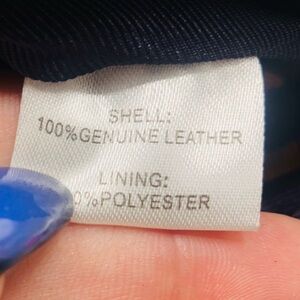 SHELL:
100%GENUINE LEATHER
LINING:
0%POLYESTER